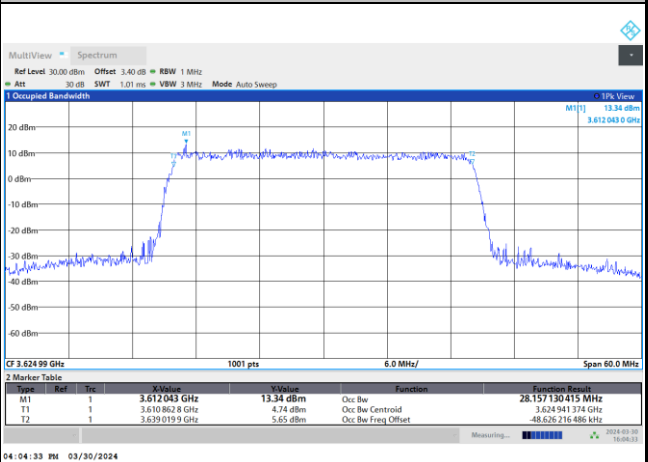 MultiView Spectrum
Ref Level 30.00 dBm Offset 3.40 dB RBW 1 MHz
Att 30 dB SWT 1.01 ms VBW 3 MHz Mode Auto Sweep
1 Occupied Bandwidth 1Pk View
M1[1] 13.34 dBm
3.612 043 0 GHz
20 dBm
M1
10 dBm
T1 T2
0 dBm
-10 dBm
-20 dBm
-30 dBm
-40 dBm
-50 dBm
-60 dBm
CF 3.624 99 GHz 1001 pts 6.0 MHz/ Span 60.0 MHz
2 Marker Table
Type Ref Trc X-Value Y-Value Function Function Result
M1 1 3.612043 GHz 13.34 dBm Occ Bw 28.157 130 415 MHz
T1 1 3.610 862 8 GHz 4.74 dBm Occ Bw Centroid 3.624 941 374 GHz
T2 1 3.639 019 9 GHz 5.65 dBm Occ Bw Freq Offset -48.626 216 486 kHz
Measuring... 2024-03-30
16:04:33
04:04:33 PM 03/30/2024